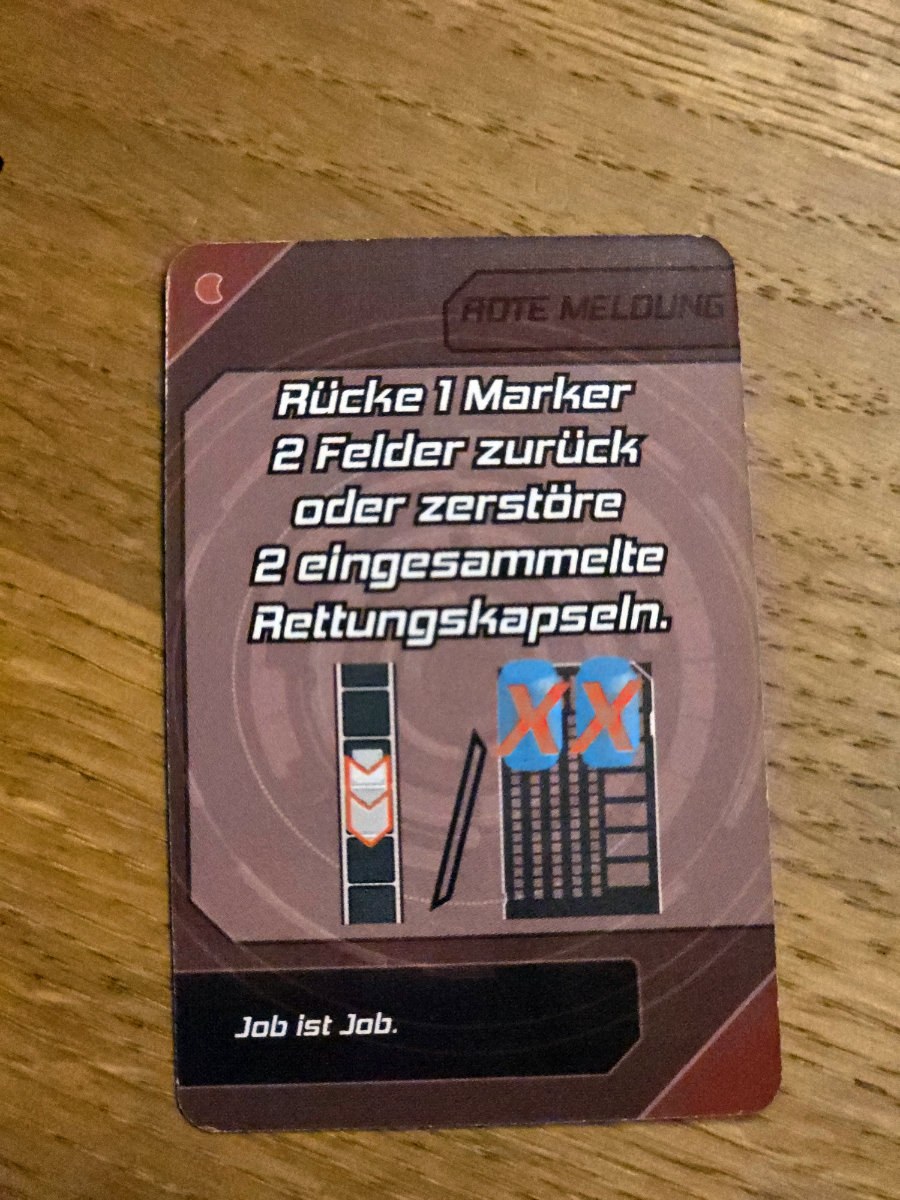 ROTE MELDUNG
Rücke 1 Marker
2 Felder zurück
oder zerstöre
2 eingesammelte
Rettungskapseln.
X X
Job ist Job.